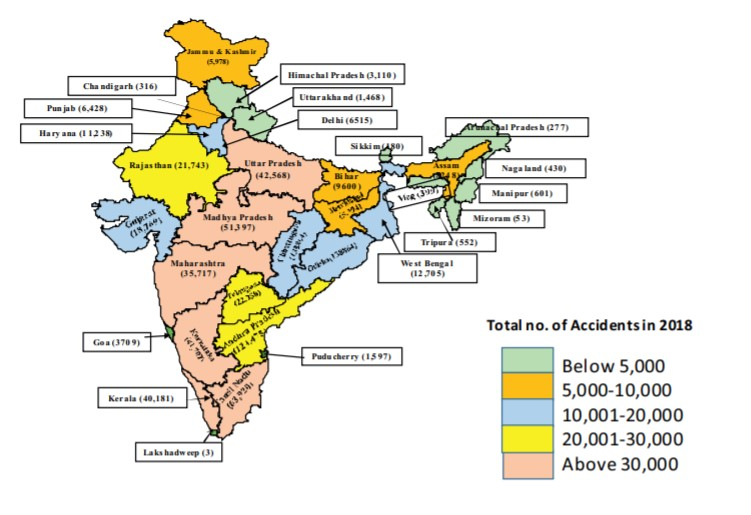 Jammu & Kashmir
(5,978)
Himachal Pradesh (3,110)
Chandigarh (316)
Uttarakhand (1,468)
Punjab (6,428)
Delhi (6515)
Haryana (11,238)
Arunachal Pradesh (277)
Sikkim (180)
Rajasthan (21,743)
Uttar Pradesh
(42,568)
Bihar
(9600)
Assam
Nagaland (430)
Manipur (601)
Mizoram (53)
Tripura (552)
West Bengal
(12,705)
Gujarat
Madhya Pradesh
(51,397)
Maharashtra
(35,717)
Telangana
Andhra Pradesh
Karnataka
Goa (3709)
Puducherry (1,597)
Tamil Nadu
Kerala (40,181)
Lakshadweep (3)
Total no. of Accidents in 2018
Below 5,000
5,000-10,000
10,001-20,000
20,001-30,000
Above 30,000